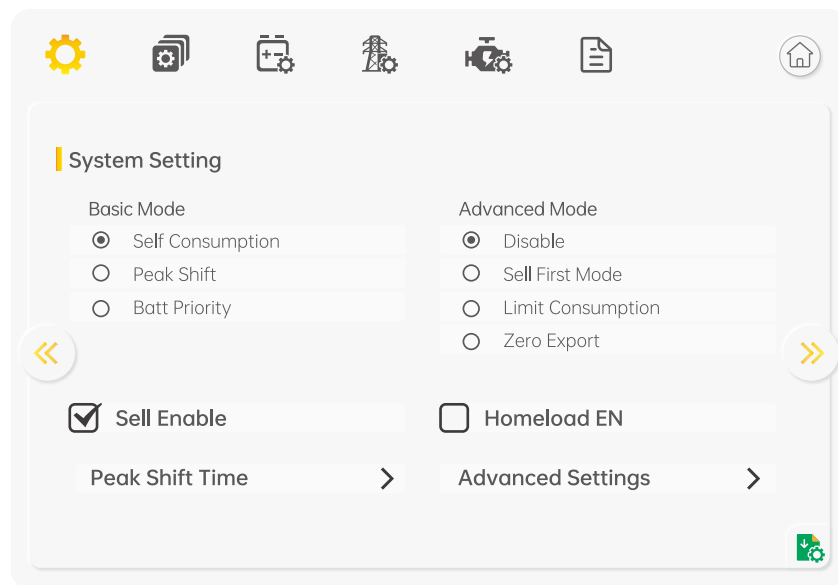 System Setting
Basic Mode
Self Consumption
Peak Shift
Batt Priority
Advanced Mode
Disable
Sell First Mode
Limit Consumption
Zero Export
Sell Enable
Homeload EN
Peak Shift Time
Advanced Settings